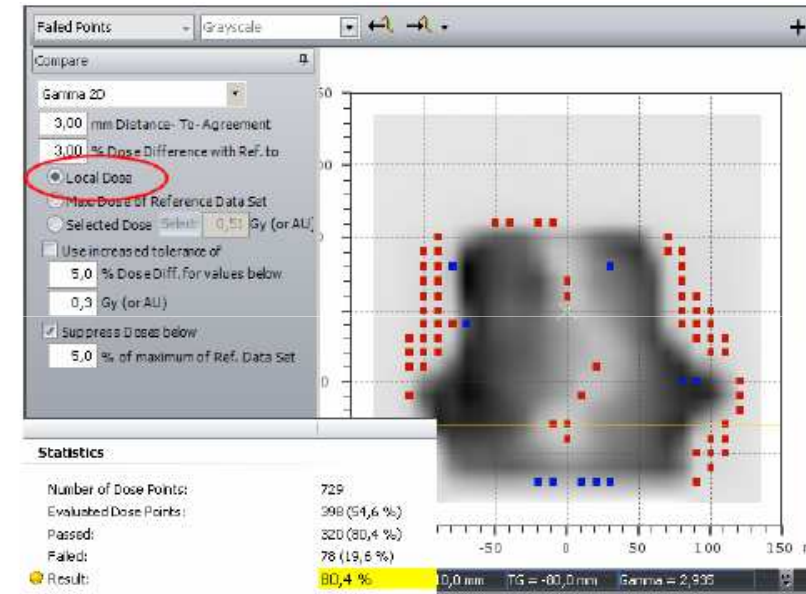 Failed Points Grayscale
Compare
Gamma 2D
3,00 mm Distance- To- Agreement
3,00 % Dose Difference with Ref. to
Local Dose
Max Dose of Reference Data Set
Selected Dose Select 0,51 Gy (or AU)
Use increased tolerance of
5,0 % Dose Diff. for values below
0,3 Gy (or AU)
Suppress Doses below
5,0 % of maximum of Ref. Data Set
Statistics
Number of Dose Points: 729
Evaluated Dose Points: 398 (54,6 %)
Passed: 320 (80,4 %)
Failed: 78 (19,6 %)
Result: 80,4 %
-50 0 50 100 150
0,0 mm TG = -80,0 mm Gamma = 2,935